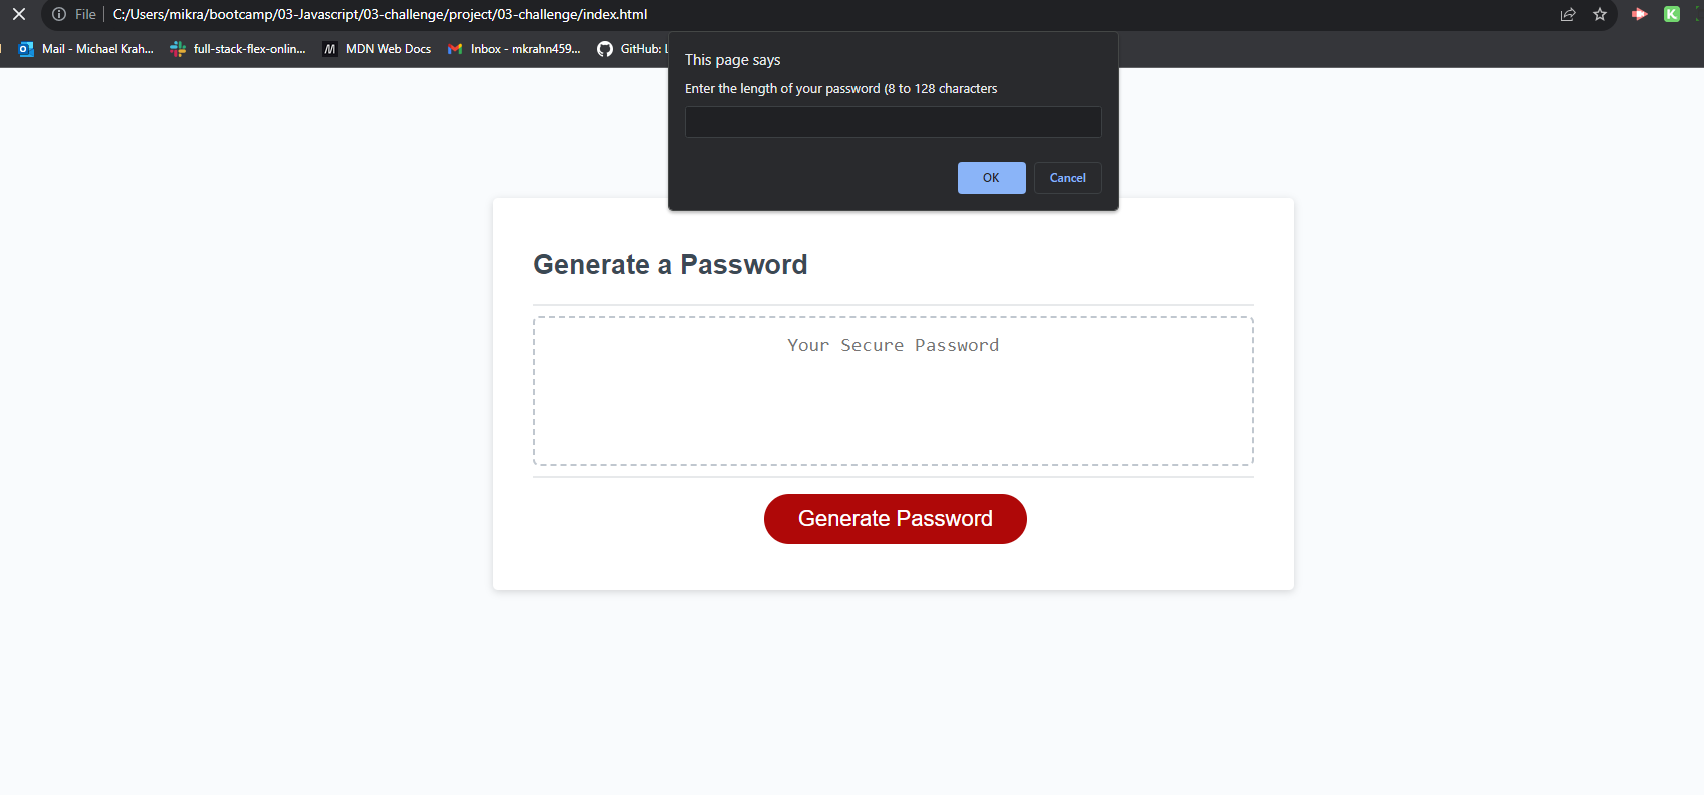 File C:/Users/mikra/bootcamp/03-Javascript/03-challenge/project/03-challenge/index.html
K
Mail - Michael Krah... full-stack-flex-onlin... M MDN Web Docs Inbox - mkrahn459... GitHub: L
This page says
Enter the length of your password (8 to 128 characters
OK Cancel
Generate a Password
Your Secure Password
Generate Password